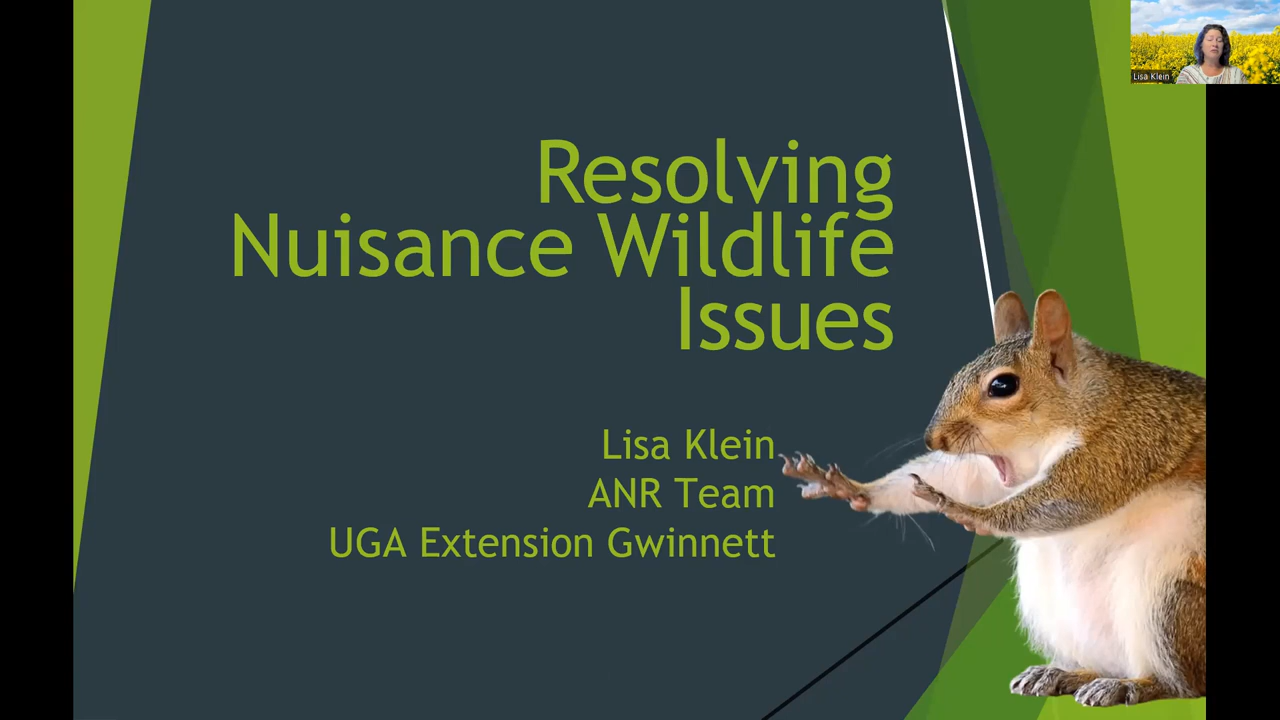 Resolving
Nuisance Wildlife
Issues
Lisa Klein
ANR Team
UGA Extension Gwinnett
Lisa Klein